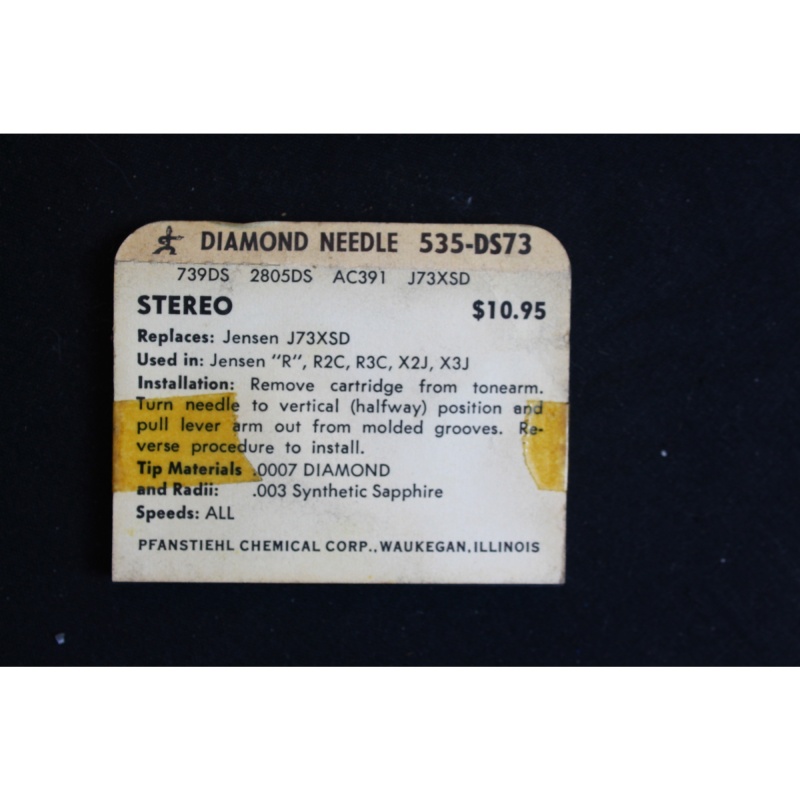 DIAMOND NEEDLE 535-DS73
739DS 2805DS AC391 J73XSD
STEREO $10.95
Replaces: Jensen J73XSD
Used in: Jensen "R", R2C, R3C, X2J, X3J
Installation: Remove cartridge from tonearm.
Turn needle to vertical (halfway) position and
pull lever arm out from molded grooves. Re-
verse procedure to install.
Tip Materials .0007 DIAMOND
and Radii: .003 Synthetic Sapphire
Speeds: ALL
PFANSTIEHL CHEMICAL CORP., WAUKEGAN, ILLINOIS